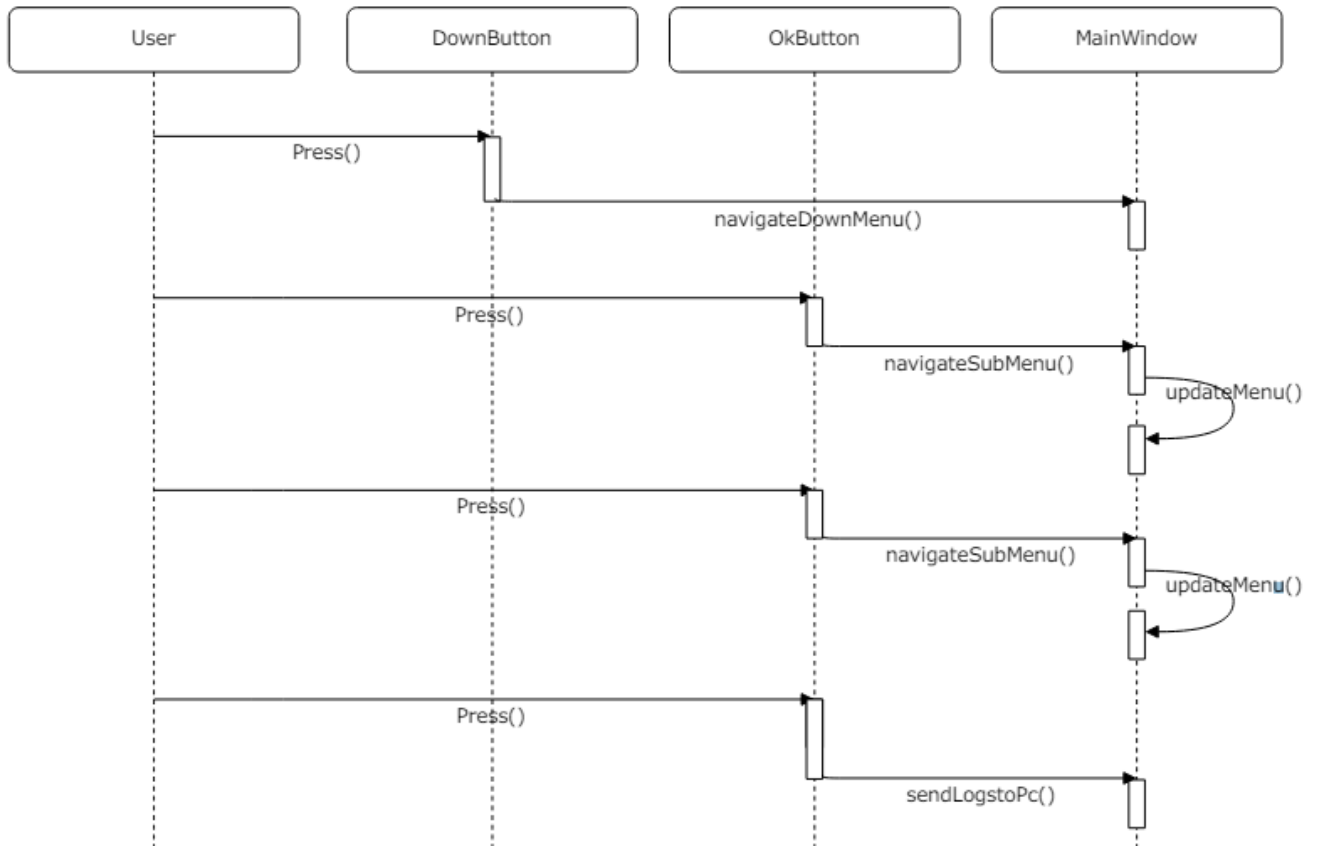 User
DownButton
OkButton
MainWindow
Press()
navigateDownMenu()
Press()
navigateSubMenu()
updateMenu()
Press()
navigateSubMenu()
updateMenu()
Press()
sendLogstoPc()